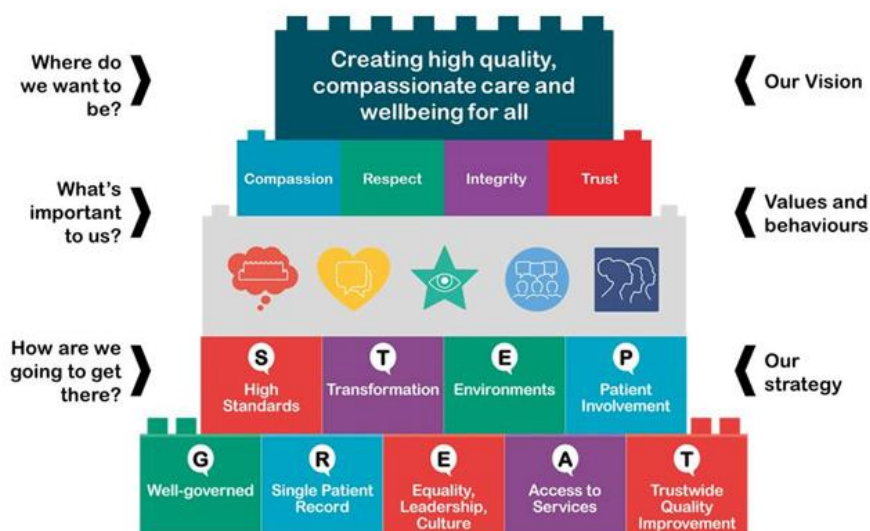 Where do
we want to
be?
Creating high quality,
compassionate care and
wellbeing for all
Our Vision
What's
important
to us?
Compassion
Respect
Integrity
Trust
Values and
behaviours
How are we
going to get
there?
S
High
Standards
T
Transformation
E
Environments
P
Patient
Involvement
Our
strategy
G
Well-governed
R
Single Patient
Record
E
Equality,
Leadership,
Culture
A
Access to
Services
T
Trustwide
Quality
Improvement